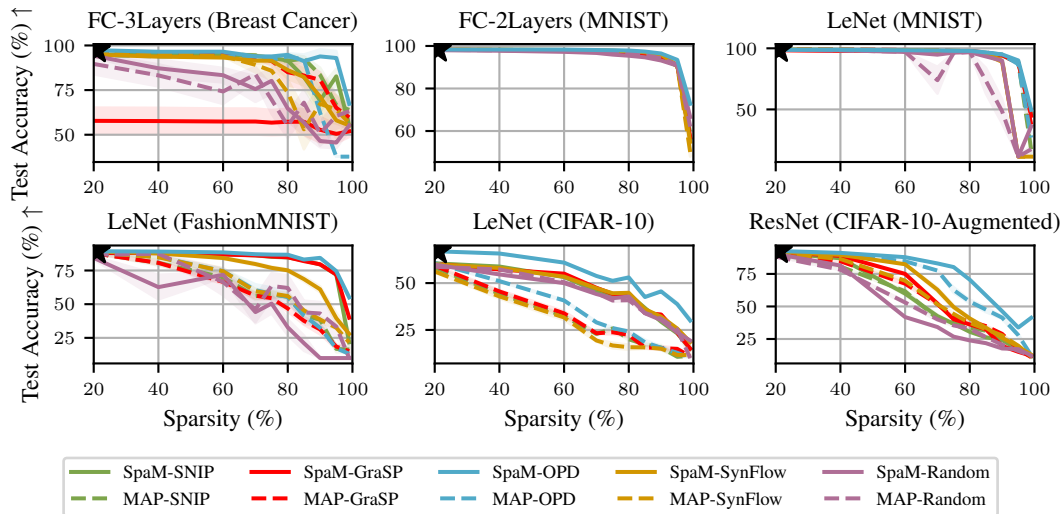 FC-3Layers (Breast Cancer) FC-2Layers (MNIST) LeNet (MNIST)
Test Accuracy (%) ↑
100
75
50
20 40 60 80 100
100
80
60
20 40 60 80 100
100
50
20 40 60 80 100
LeNet (FashionMNIST) LeNet (CIFAR-10) ResNet (CIFAR-10-Augmented)
Test Accuracy (%) ↑
75
50
25
20 40 60 80 100
50
25
20 40 60 80 100
75
50
25
20 40 60 80 100
Sparsity (%) Sparsity (%) Sparsity (%)
SpaM-SNIP SpaM-GraSP SpaM-OPD SpaM-SynFlow SpaM-Random
MAP-SNIP MAP-GraSP MAP-OPD MAP-SynFlow MAP-Random